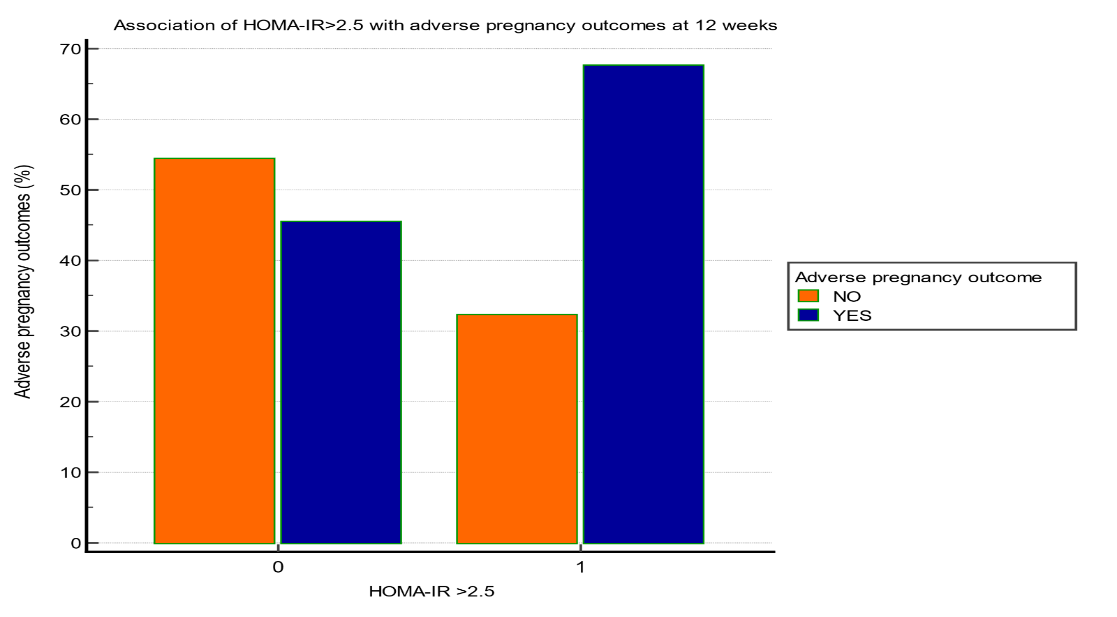 Association of HOMA-IR>2.5 with adverse pregnancy outcomes at 12 weeks
Adverse pregnancy outcomes (%)
70
60
50
40
30
20
10
0
0 1
HOMA-IR >2.5
Adverse pregnancy outcome
NO
YES